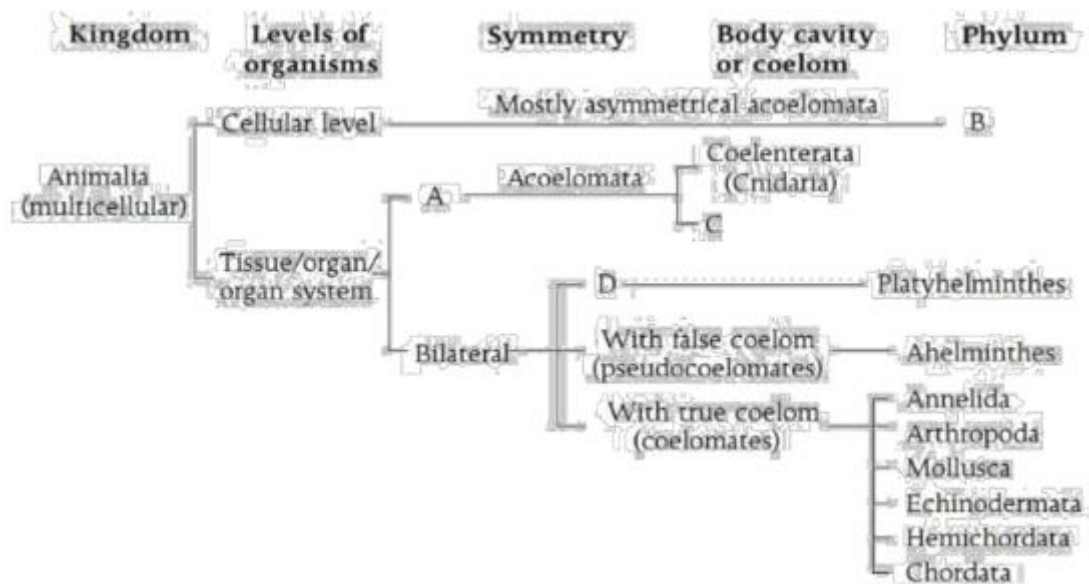 Kingdom
Levels of
organisms
Symmetry
Body cavity
or coelom
Phylum
Mostly asymmetrical acoelomata
Cellular level
B
Animalia
(multicellular)
A
Acoelomata
Coelenterata
(Cnidaria)
C
Tissue/organ/
organ system
D
Platyhelminthes
Bilateral
With false coelom
(pseudocoelomates)
Ahelminthes
With true coelom
(coelomates)
Annelida
Arthropoda
Mollusca
Echinodermata
Hemichordata
Chordata